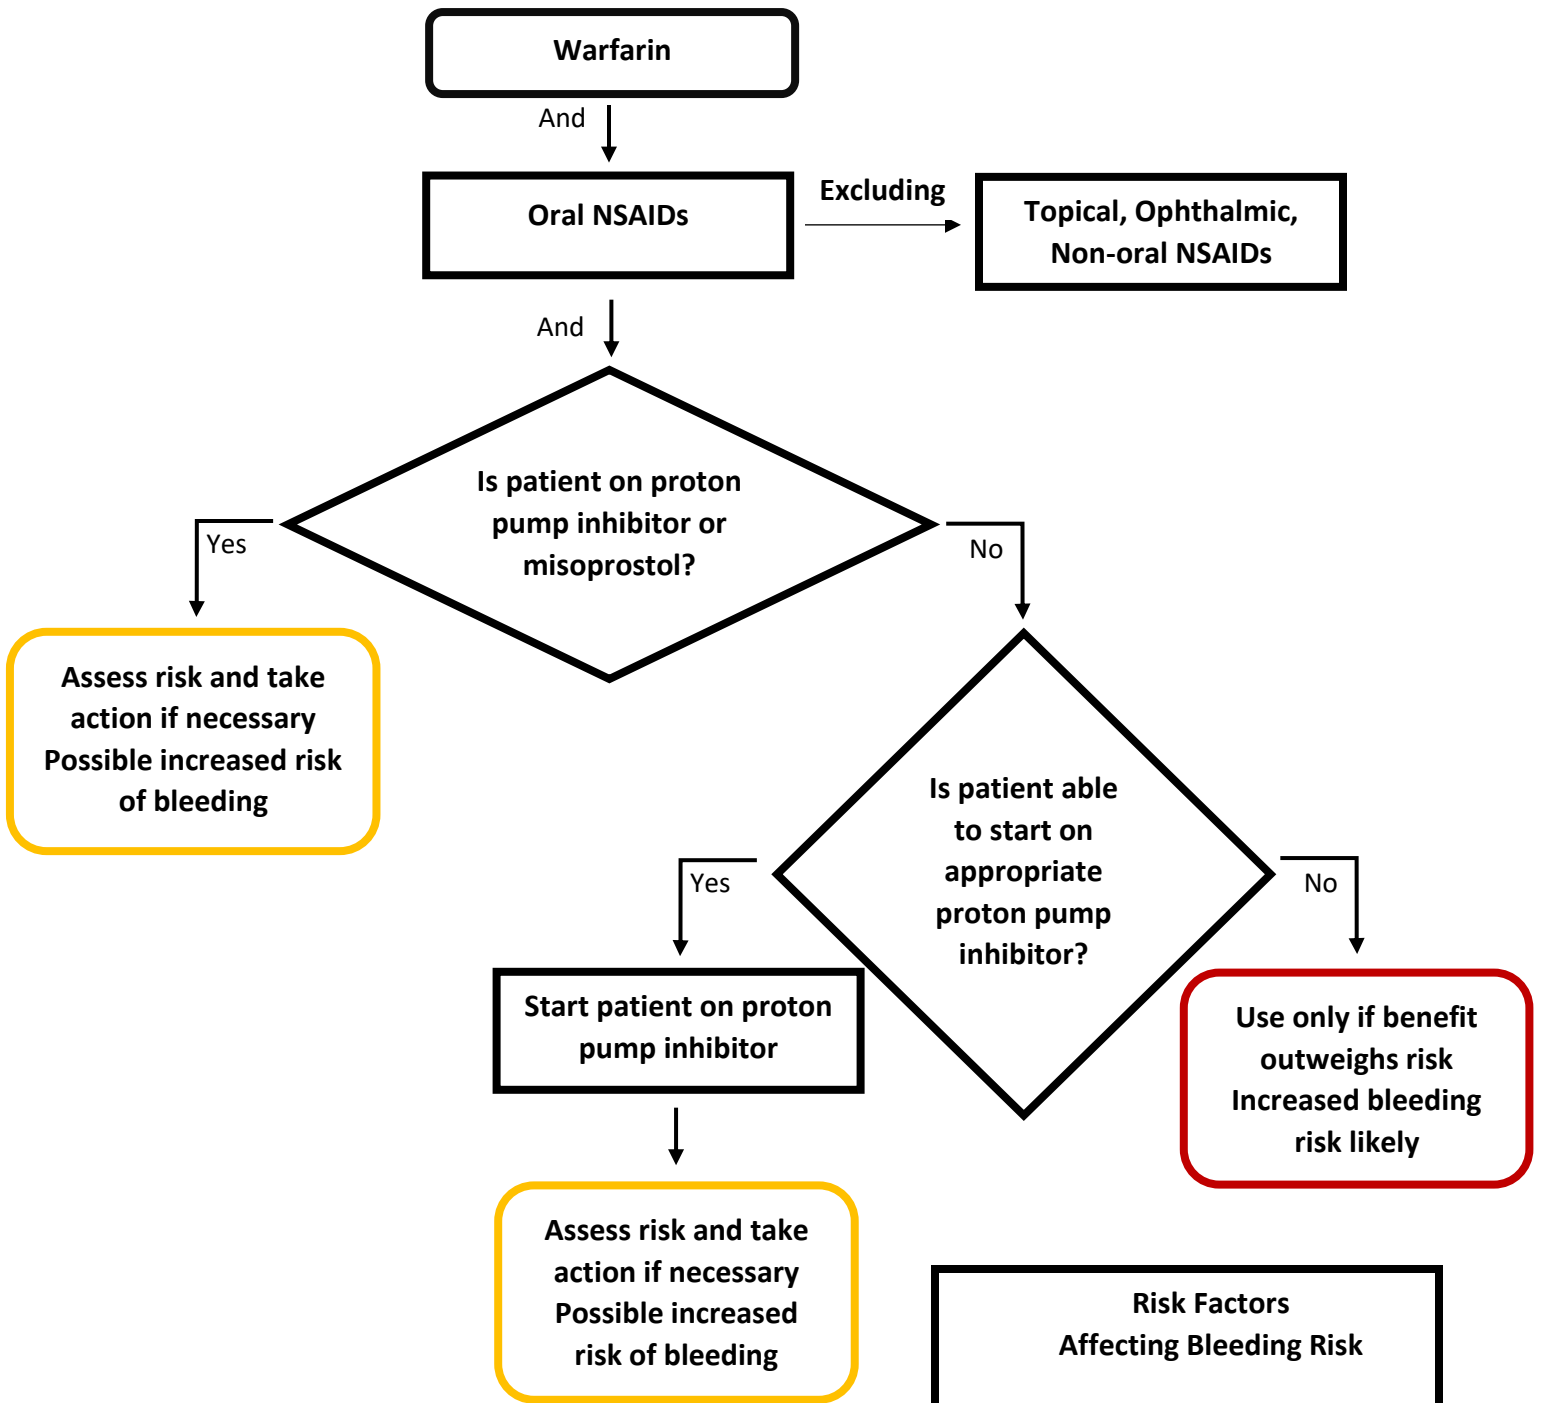 Warfarin
And
Oral NSAIDs
Excluding
Topical, Ophthalmic,
Non-oral NSAIDs
And
Is patient on proton
pump inhibitor or
misoprostol?
Yes
No
Assess risk and take
action if necessary
Possible increased risk
of bleeding
Is patient able
to start on
appropriate
proton pump
inhibitor?
Yes
No
Start patient on proton
pump inhibitor
Use only if benefit
outweighs risk
Increased bleeding
risk likely
Assess risk and take
action if necessary
Possible increased
risk of bleeding
Risk Factors
Affecting Bleeding Risk